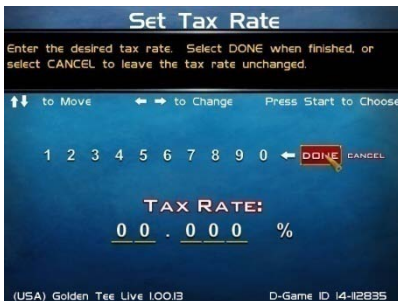 Set Tax Rate
Enter the desired tax rate. Select DONE when finished, or
select CANCEL to leave the tax rate unchanged.
↑↓ to Move ← → to Change Press Start to Choose
1 2 3 4 5 6 7 8 9 0 ← DONE CANCEL
TAX RATE:
00.000 %
(USA) Golden Tee Live 1.00.13 D-Game ID 14-112835